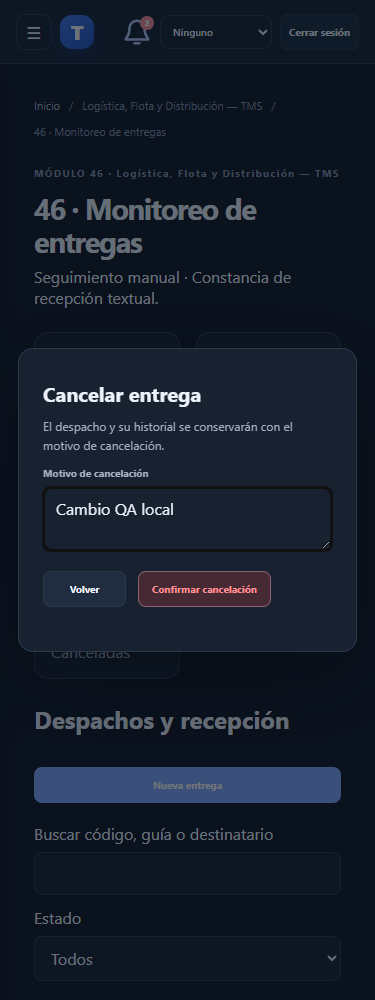 ☰ T 2 Ninguno Cerrar sesión
Inicio / Logística, Flota y Distribución — TMS /
46 · Monitoreo de entregas
MÓDULO 46 · Logística, Flota y Distribución — TMS
46 · Monitoreo de
entregas
Seguimiento manual · Constancia de
recepción textual.
Cancelar entrega
El despacho y su historial se conservarán con el
motivo de cancelación.
Motivo de cancelación
Cambio QA local
Volver Confirmar cancelación
Canceladas
Despachos y recepción
Nueva entrega
Buscar código, guía o destinatario
Estado
Todos